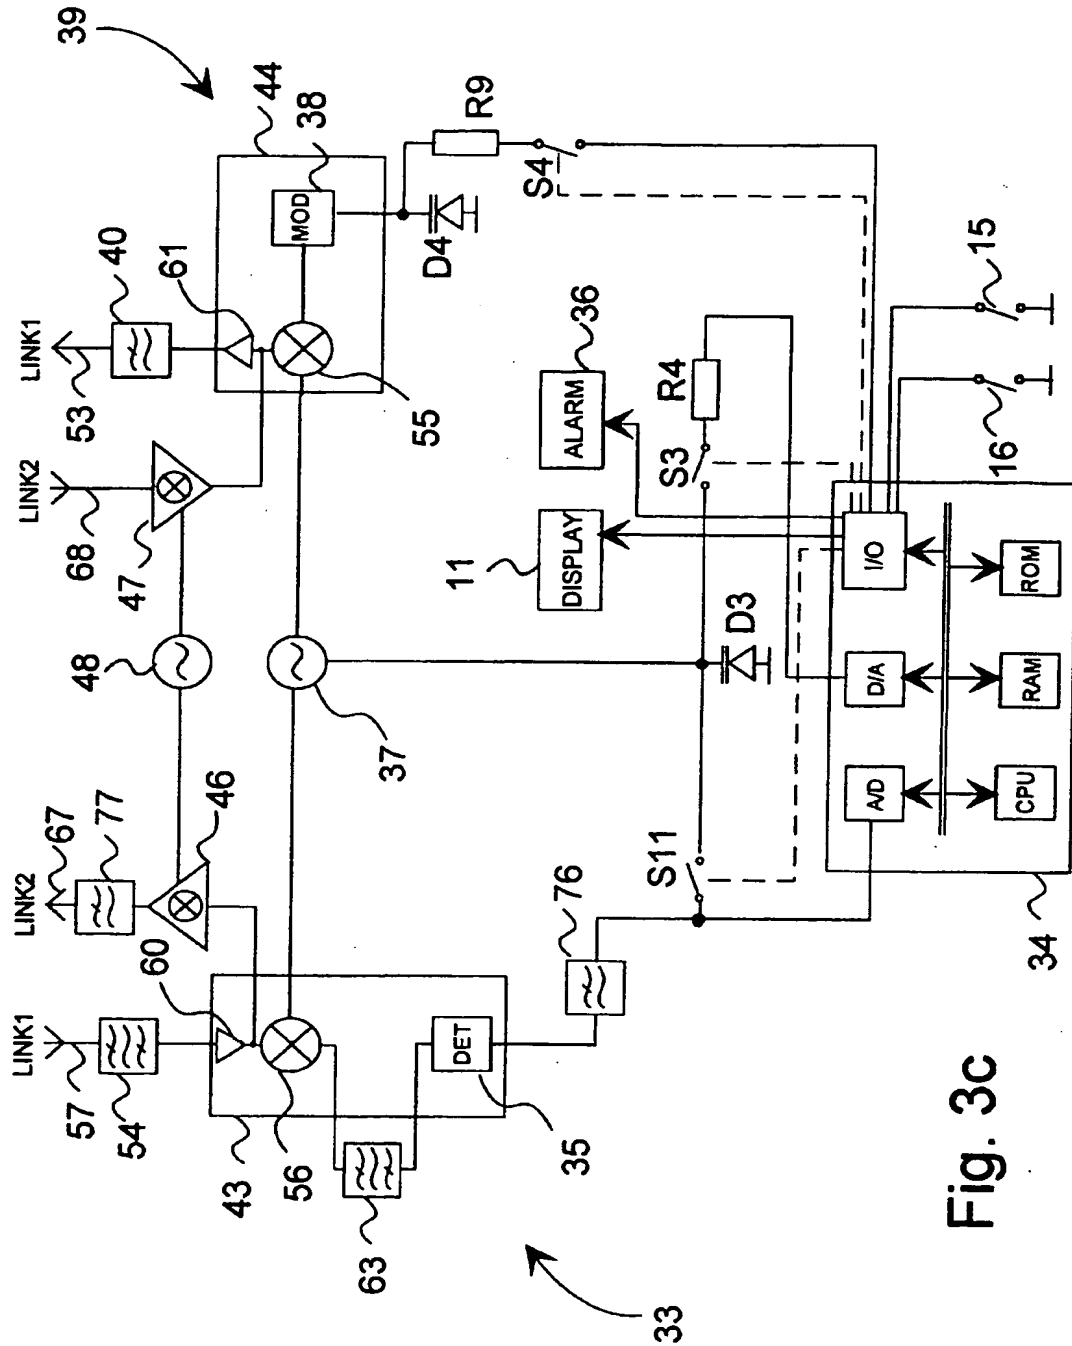 39
LINK1
LINK2
LINK2
LINK1
53
40
61
44
38
MOD
68
47
55
48
67
77
46
37
57
54
60
43
56
63
DET
35
33
R9
S4
D4
36
ALARM
11
DISPLAY
R4
S3
D3
S11
76
15
16
I/O
D/A
A/D
ROM
RAM
CPU
34
Fig. 3c